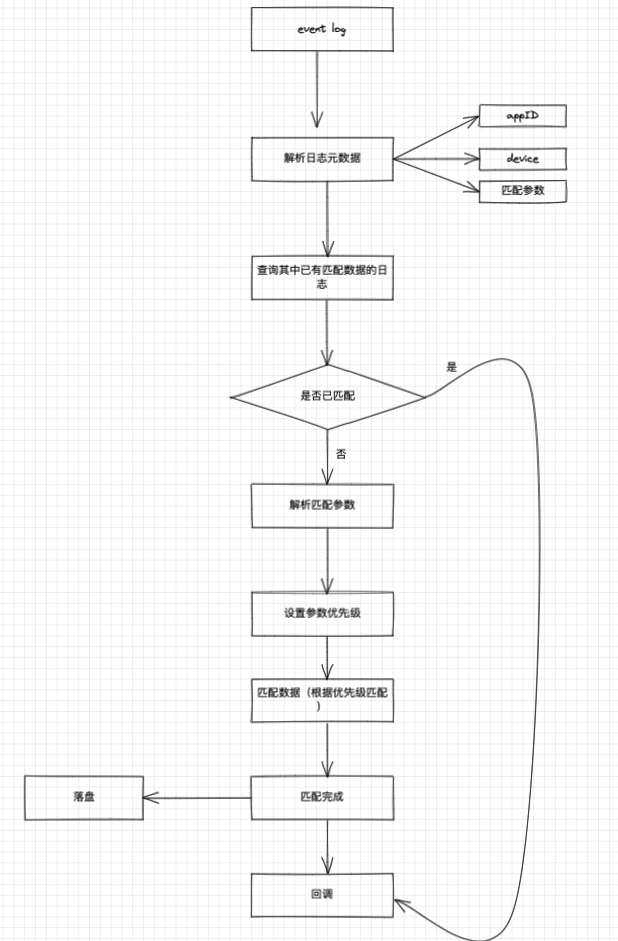 event log
appID
解析日志元数据
device
匹配参数
查询其中已有匹配数据的日
志
是
是否已匹配
否
解析匹配参数
设置参数优先级
匹配数据（根据优先级匹配
）
落盘
匹配完成
回调